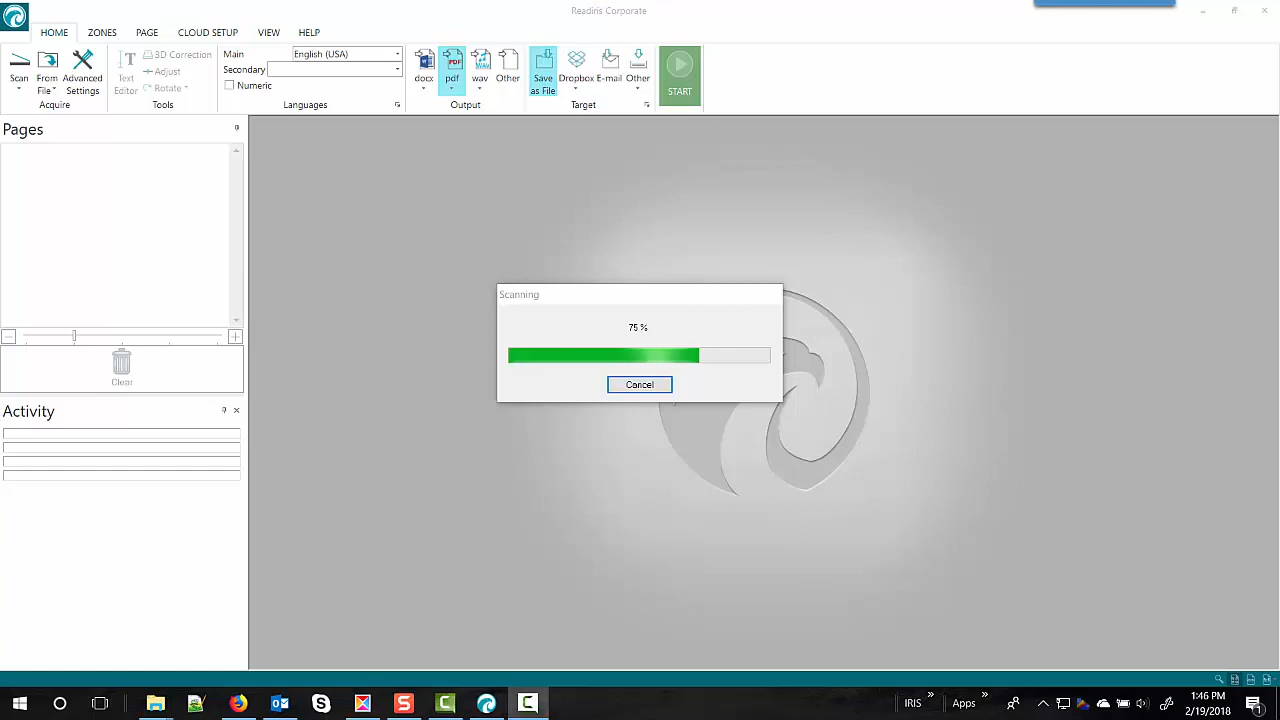 Readiris Corporate
HOME ZONES PAGE CLOUD SETUP VIEW HELP
Scan
From File
Advanced Settings
Acquire
Text Editor
3D Correction
Adjust
Rotate
Tools
Main English (USA)
Secondary
Numeric
Languages
docx pdf wav Other
Output
Save as File
Dropbox E-mail Other
Target
START
Pages
Clear
Activity
Scanning
75 %
Cancel
IRIS » Apps »
1:46 PM
2/19/2018